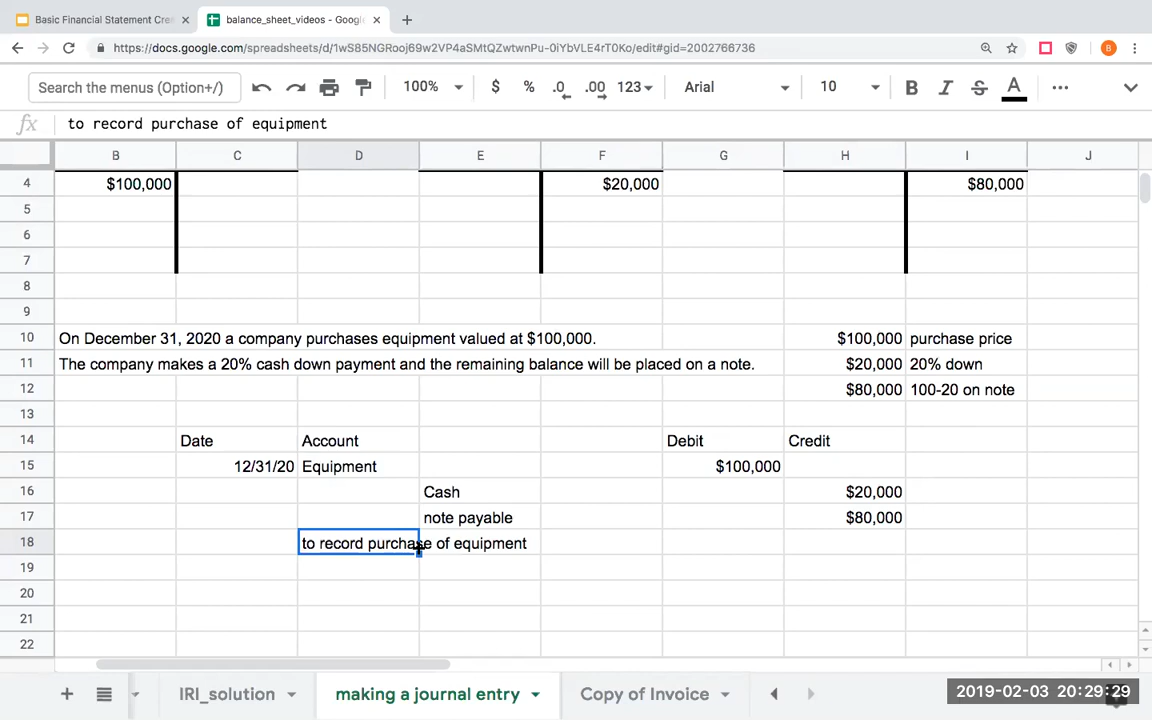 Basic Financial Statement Cre
balance_sheet_videos - Google
https://docs.google.com/spreadsheets/d/1wS85NGRooj69w2VP4aSMtQZwtwnPu-0iYbVLE4rT0Ko/edit#gid=2002766736
B
Search the menus (Option+/)
100%
$ % .0 .00 123
Arial
10
B I S A
fx to record purchase of equipment
B C D E F G H I J
4 $100,000 $20,000 $80,000
5
6
7
8
9
10 On December 31, 2020 a company purchases equipment valued at $100,000. $100,000 purchase price
11 The company makes a 20% cash down payment and the remaining balance will be placed on a note. $20,000 20% down
12 $80,000 100-20 on note
13
14 Date Account Debit Credit
15 12/31/20 Equipment $100,000
16 Cash $20,000
17 note payable $80,000
18 to record purchase of equipment
19
20
21
22
IRI_solution
making a journal entry
Copy of Invoice
2019-02-03 20:29:29